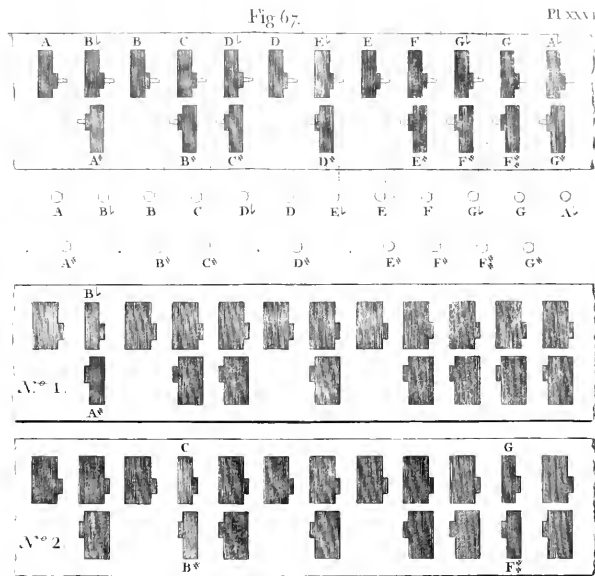 Fig 67.
Pl XXVI
A B♭ B C D♭ D E♭ E F G♭ G A♭
A# B# C# D# E# F# F𝄪 G#
A B♭ B C D♭ D E♭ E F G♭ G A♭
A# B# C# D# E# F# F𝄪 G#
B♭
N.º 1.
A#
C G
N.º 2.
B# F𝄪